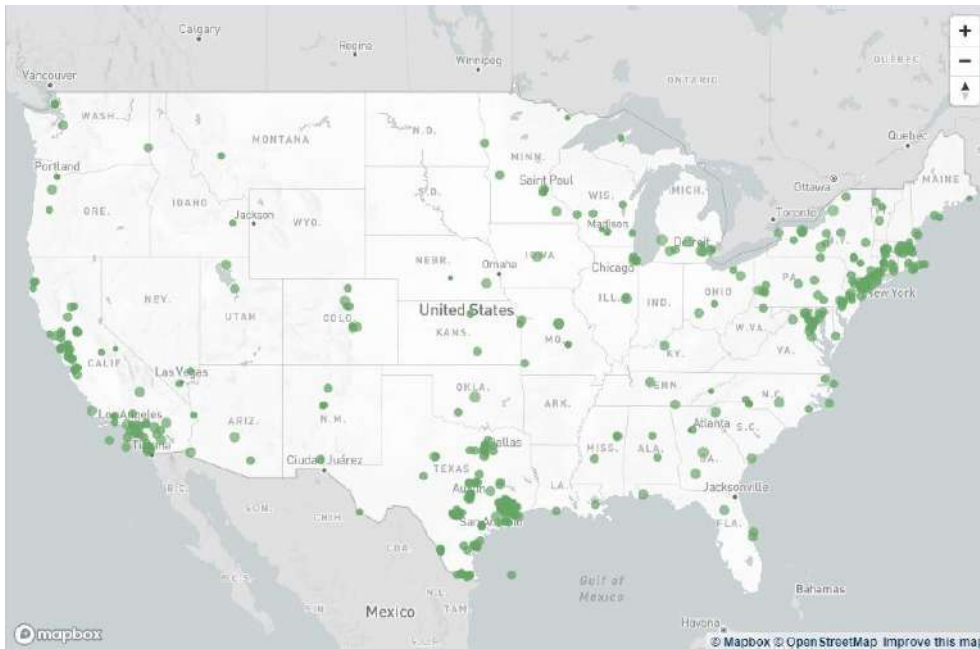 Calgary
Regina
Winnipeg
Vancouver
ONTARIO
QUÉBEC
+
−
WASH.
MONTANA
N.D.
MINN.
Quebec
Portland
Saint Paul
WIS.
MICH.
Ottawa
MAINE
ORE.
IDAHO
Jackson
WYO.
S.D.
Madison
Detroit
Toronto
N.Y.
NEBR.
Omaha
IOWA
Chicago
PA.
New York
NEV.
UTAH
COLO.
United States
KANS.
ILL.
IND.
OHIO
MO.
W.VA.
VA.
CALIF.
Las Vegas
KY.
Los Angeles
ARIZ.
N.M.
OKLA.
ARK.
TENN.
N.C.
Tijuana
Atlanta
S.C.
Ciudad Juárez
TEXAS
Dallas
MISS.
ALA.
GA.
B.C.
SON.
CHIH.
Austin
LA.
Jacksonville
San Antonio
FLA.
COA.
B.C.S.
SIN.
N.L.
TAM.
Mexico
Gulf of
Mexico
Bahamas
Havana
mapbox
© Mapbox © OpenStreetMap Improve this map